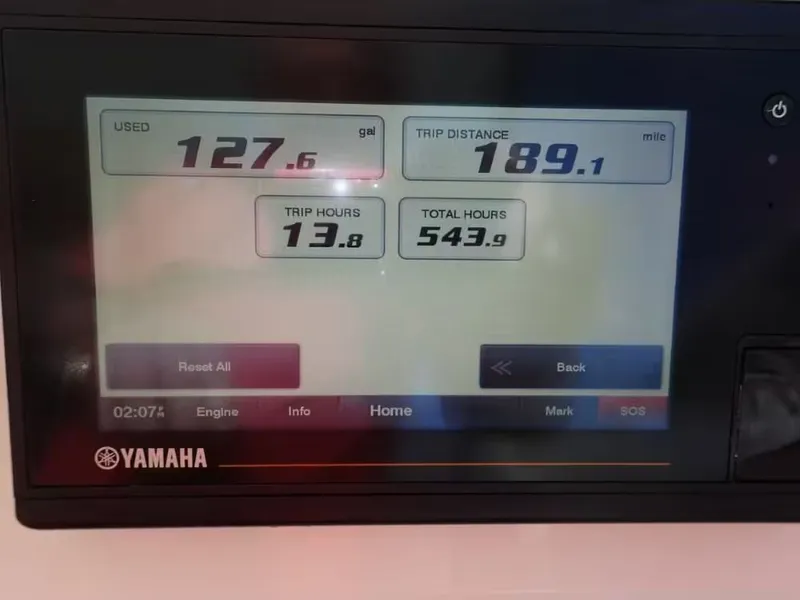 USED gal
127.6
TRIP DISTANCE mile
189.1
TRIP HOURS
13.8
TOTAL HOURS
543.9
Reset All
Back
02:07 PM Engine Info Home Mark SOS
YAMAHA